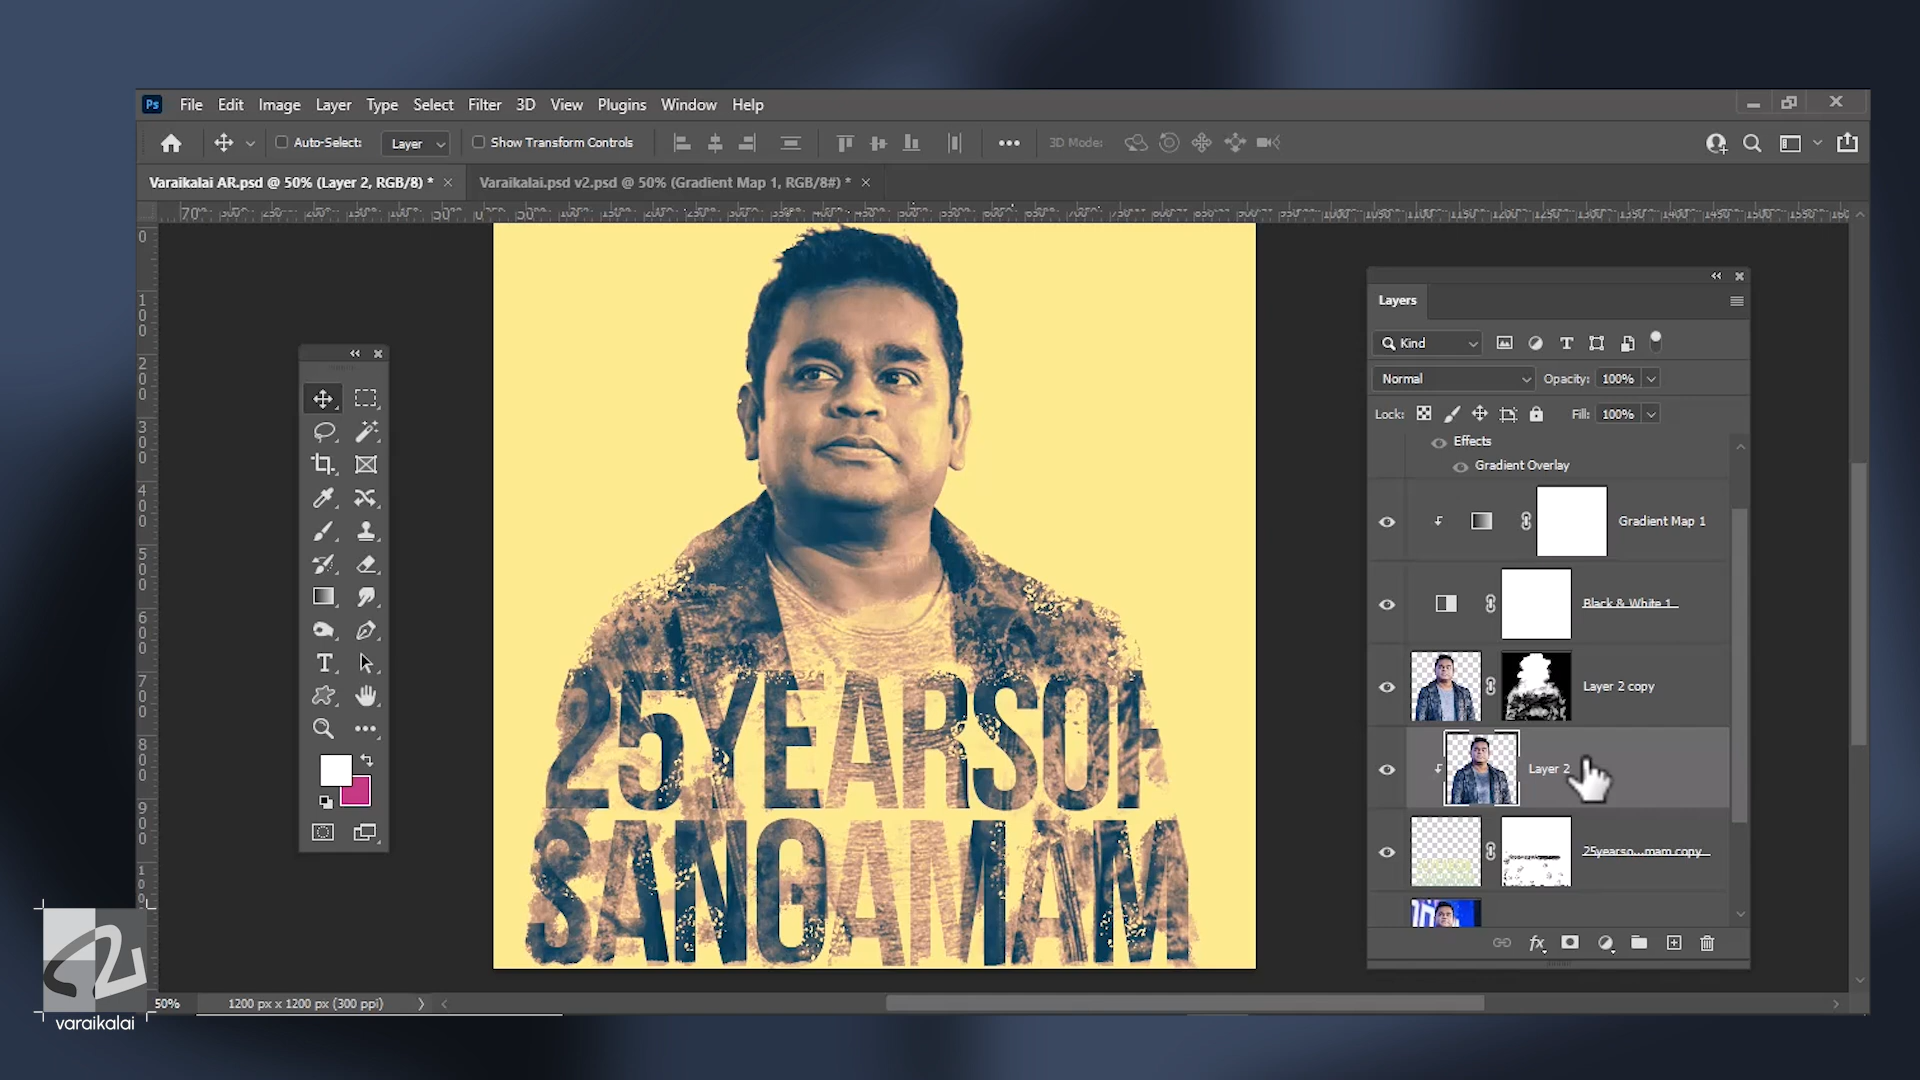 Ps File Edit Image Layer Type Select Filter 3D View Plugins Window Help
Auto-Select: Layer Show Transform Controls 3D Mode:
Varaikalai AR.psd @ 50% (Layer 2, RGB/8) * Varaikalai.psd v2.psd @ 50% (Gradient Map 1, RGB/8#) *
Layers
Kind
Normal Opacity: 100%
Lock: Fill: 100%
Effects
Gradient Overlay
Gradient Map 1
Black & White 1
Layer 2 copy
Layer 2
25yearso...mam copy
25YEARSOF
SANGAMAM
fx
50% 1200 px x 1200 px (300 ppi)
varaikalai